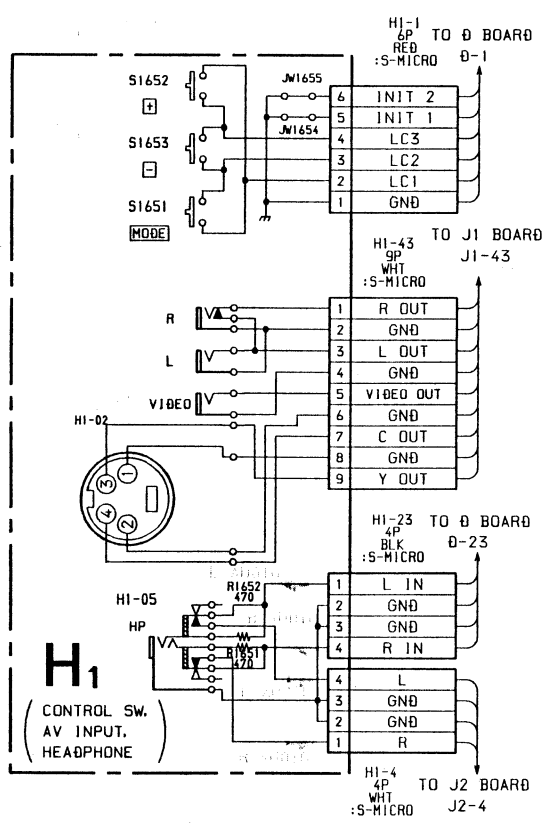 H1-1
6P
RED
:S-MICRO
TO D BOARD
D-1
S1652
+
S1653
-
S1651
MODE
JW1655
JW1654
6 INIT 2
5 INIT 1
4 LC3
3 LC2
2 LC1
1 GND
H1-43
9P
WHT
:S-MICRO
TO J1 BOARD
J1-43
R
L
VIDEO
1 R OUT
2 GND
3 L OUT
4 GND
5 VIDEO OUT
6 GND
7 C OUT
8 GND
9 Y OUT
H1-02
3 1
4 2
H1-23
4P
BLK
:S-MICRO
TO D BOARD
D-23
R1652
470
H1-05
HP
R1651
470
1 L IN
2 GND
3 GND
4 R IN
4 L
3 GND
2 GND
1 R
H1
CONTROL SW,
AV INPUT,
HEADPHONE
H1-4
4P
WHT
:S-MICRO
TO J2 BOARD
J2-4